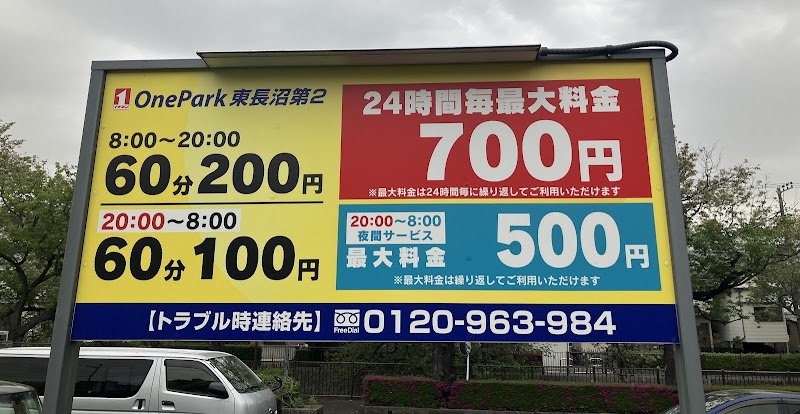 1 OnePark 東長沼第2
8:00～20:00
60分200円
20:00～8:00
60分100円
24時間毎最大料金
700円
※最大料金は24時間毎に繰り返してご利用いただけます
20:00～8:00
夜間サービス
最大料金
500円
※最大料金は繰り返してご利用いただけます
【トラブル時連絡先】 FreeDial 0120-963-984